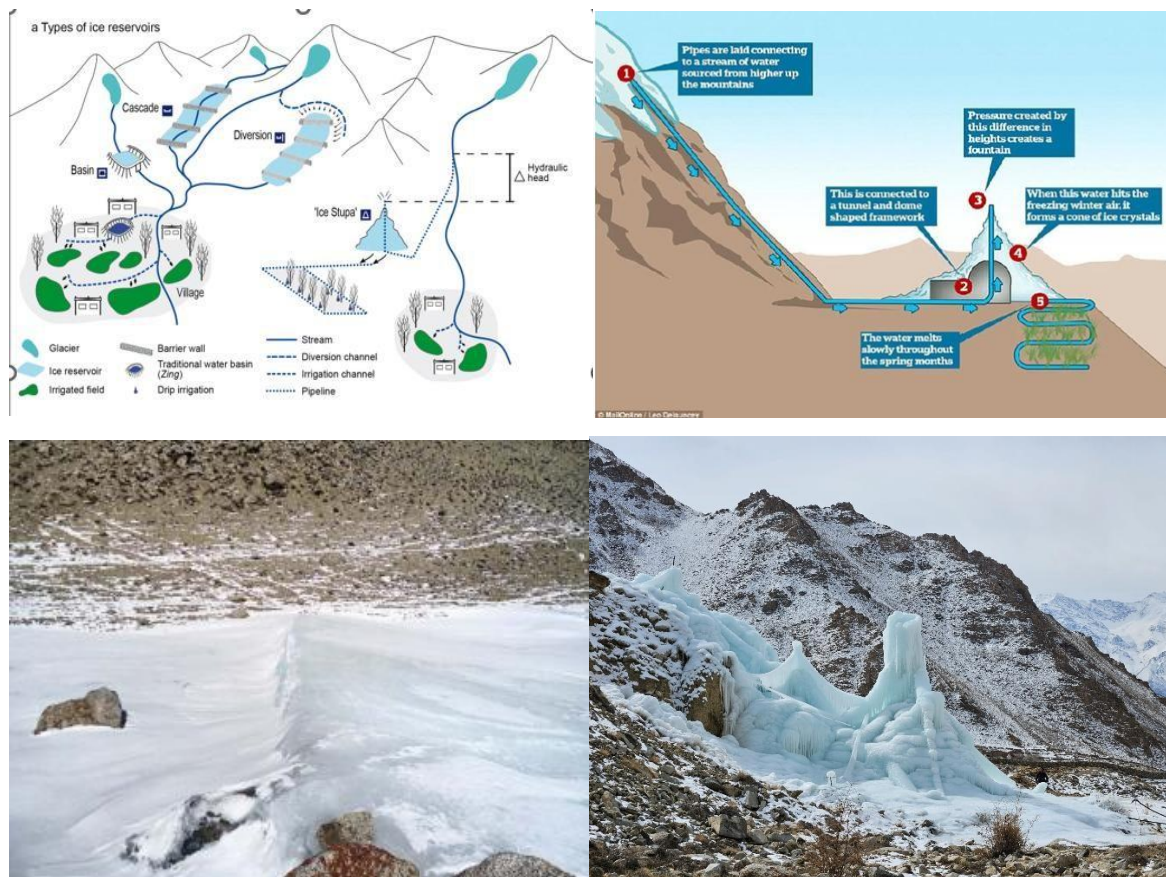 a Types of ice reservoirs
Cascade
Diversion
Basin
Hydraulic
head
'Ice Stupa'
Village
Glacier
Ice reservoir
Irrigated field
Barrier wall
Traditional water basin
(Zing)
Drip irrigation
Stream
Diversion channel
Irrigation channel
Pipeline
1
Pipes are laid connecting
to a stream of water
sourced from higher up
the mountains
Pressure created by
this difference in
heights creates a
fountain
This is connected to
a tunnel and dome
shaped framework
3
When this water hits the
freezing winter air, it
forms a cone of ice crystals
4
2
5
The water melts
slowly throughout
the spring months
© MailOnline / Leo Delauncey